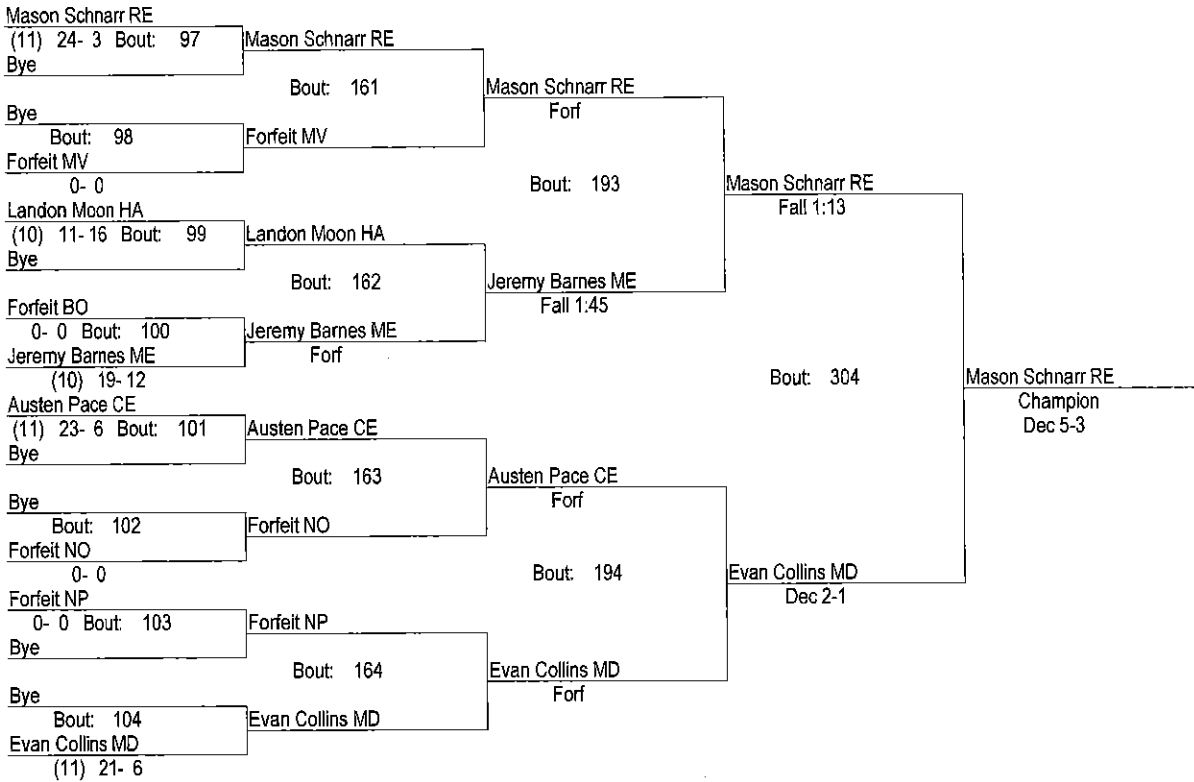 Mason Schnarr RE
(11) 24- 3 Bout: 97
Bye
Mason Schnarr RE
Bout: 161
Bye
Bout: 98
Forfeit MV
0- 0
Forfeit MV
Mason Schnarr RE
Forf
Bout: 193
Landon Moon HA
(10) 11- 16 Bout: 99
Bye
Landon Moon HA
Bout: 162
Forfeit BO
0- 0 Bout: 100
Jeremy Barnes ME
(10) 19- 12
Jeremy Barnes ME
Forf
Jeremy Barnes ME
Fall 1:45
Mason Schnarr RE
Fall 1:13
Bout: 304
Austen Pace CE
(11) 23- 6 Bout: 101
Bye
Austen Pace CE
Bout: 163
Bye
Bout: 102
Forfeit NO
0- 0
Forfeit NO
Austen Pace CE
Forf
Bout: 194
Forfeit NP
0- 0 Bout: 103
Bye
Forfeit NP
Bout: 164
Bye
Bout: 104
Evan Collins MD
(11) 21- 6
Evan Collins MD
Evan Collins MD
Forf
Evan Collins MD
Dec 2-1
Mason Schnarr RE
Champion
Dec 5-3